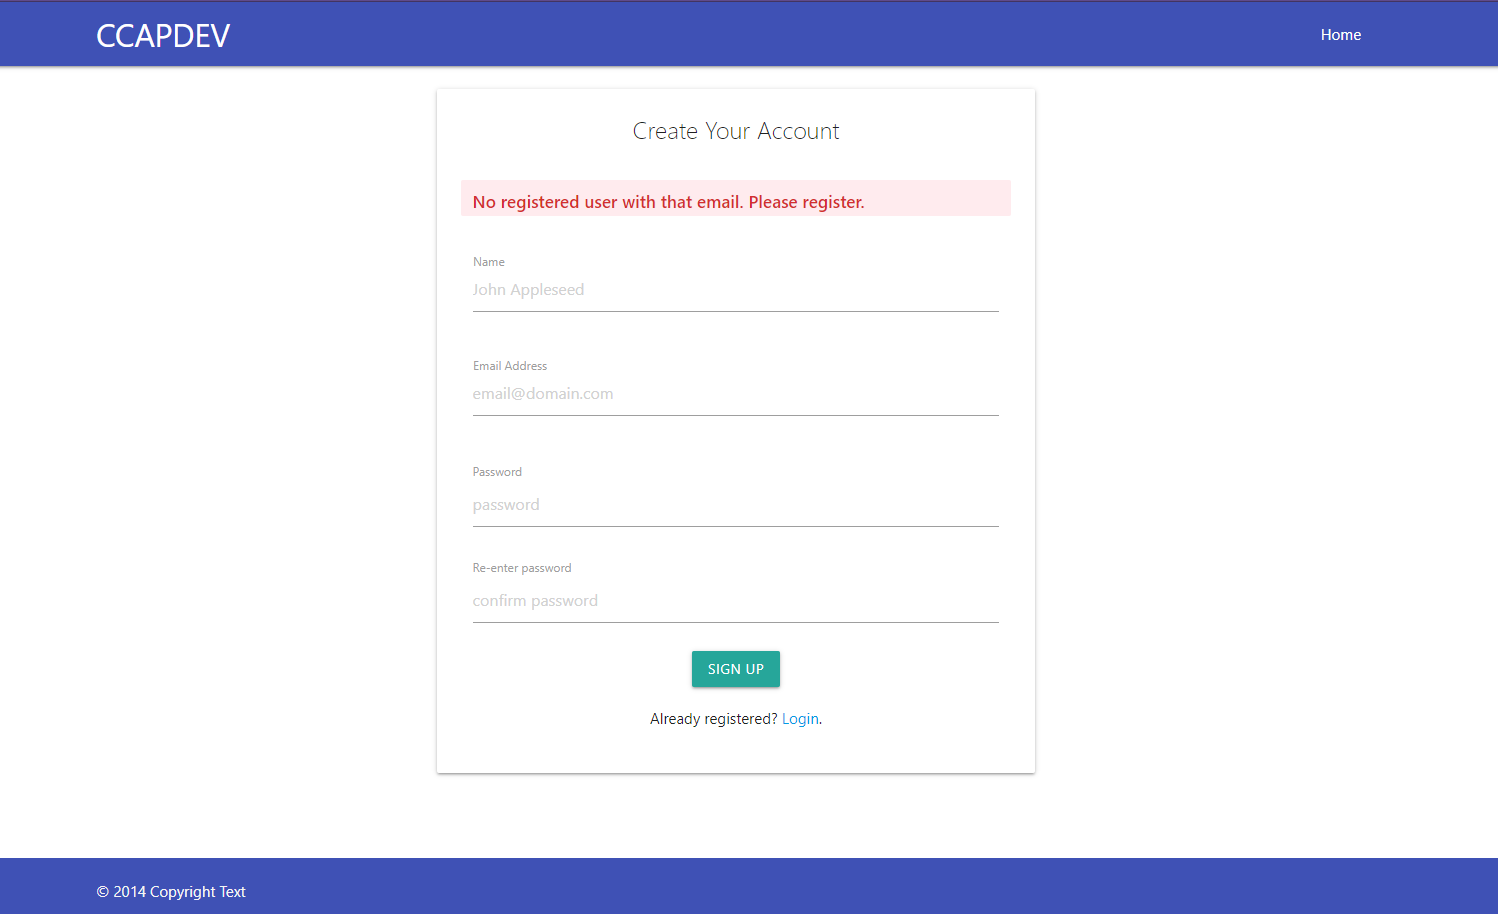 CCAPDEV
Home
Create Your Account
No registered user with that email. Please register.
Name
John Appleseed
Email Address
email@domain.com
Password
password
Re-enter password
confirm password
SIGN UP
Already registered? Login.
© 2014 Copyright Text